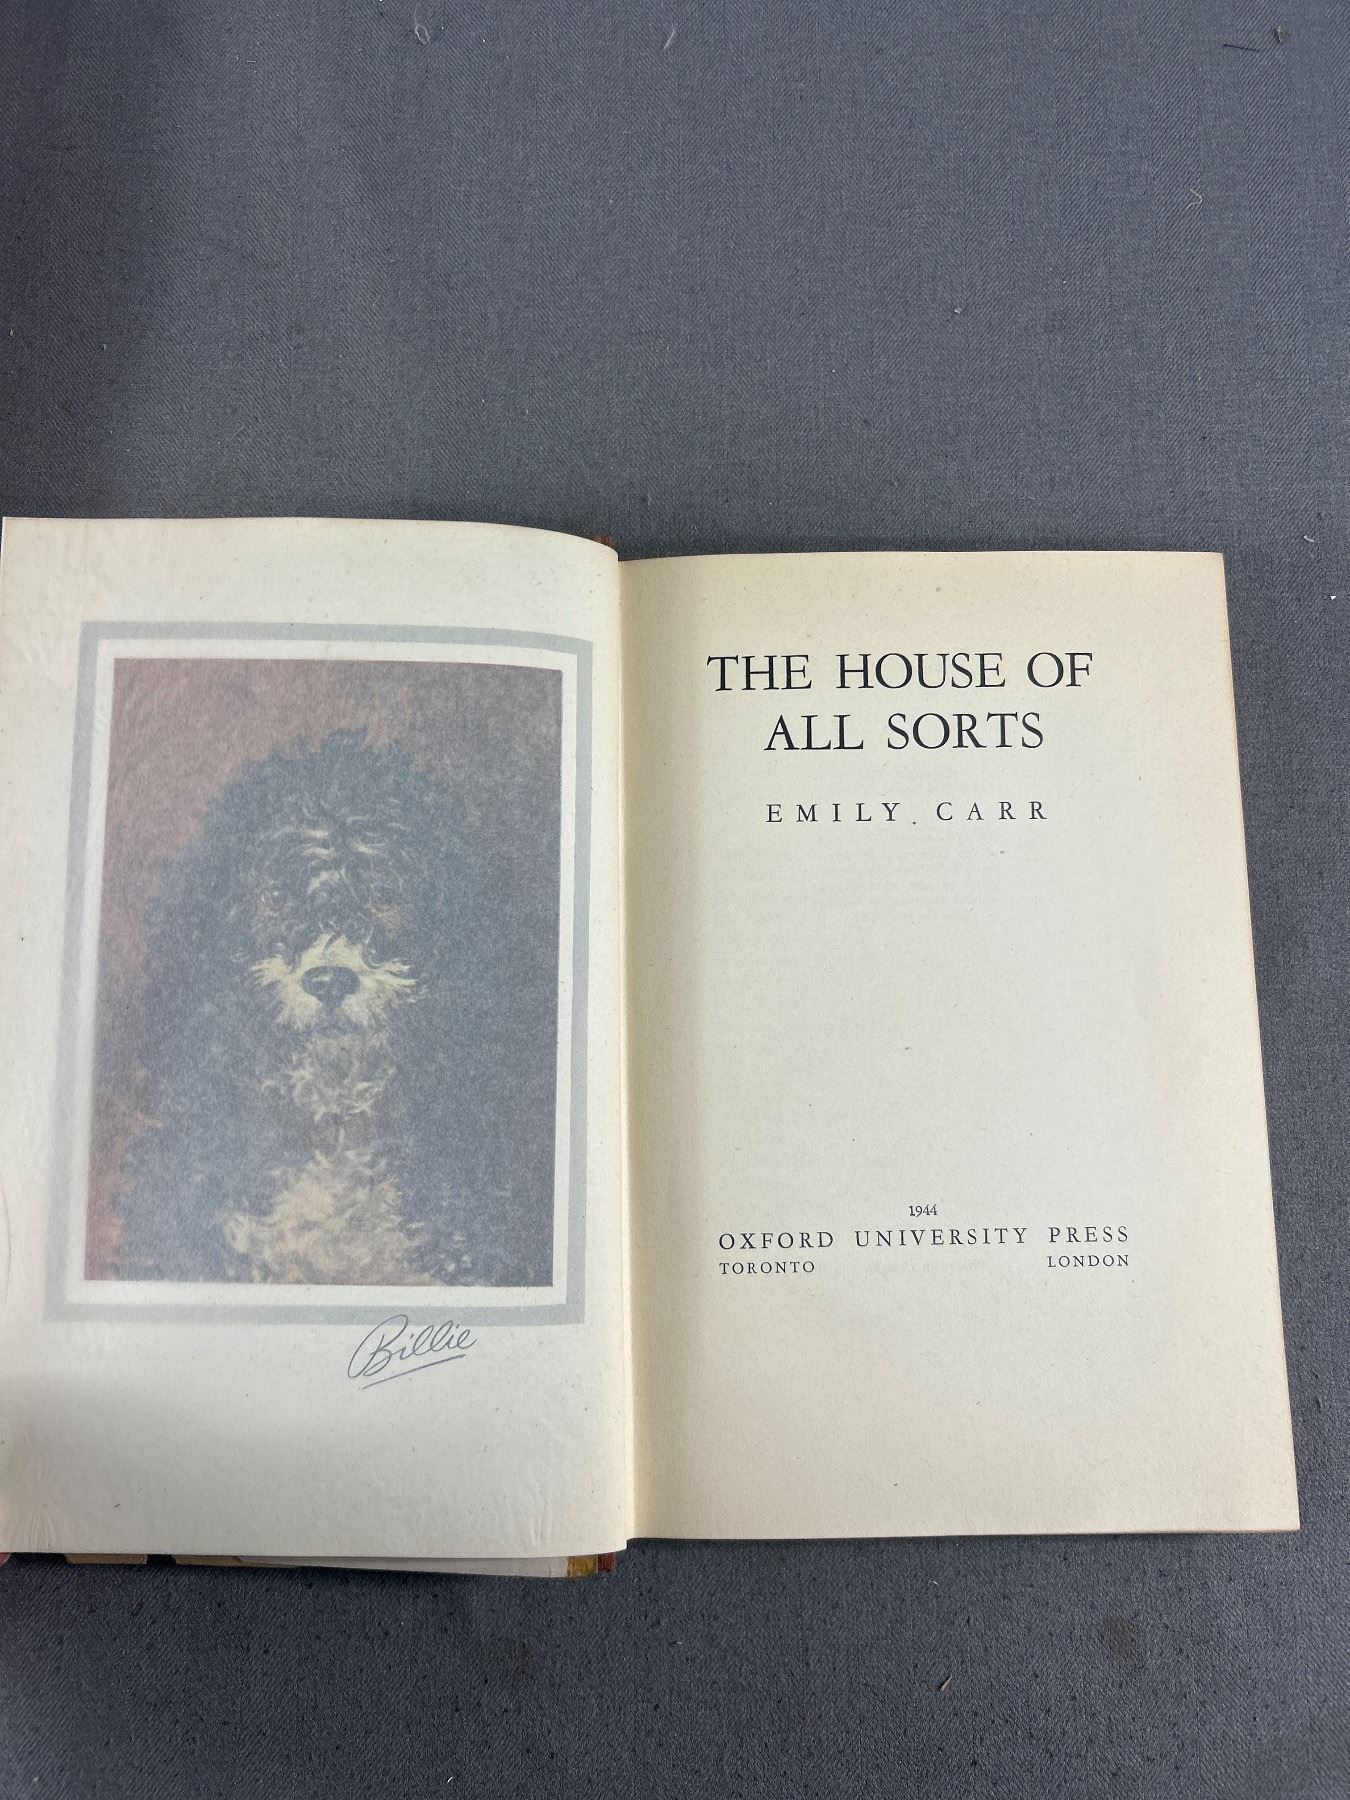 Billie
THE HOUSE OF
ALL SORTS
EMILY CARR
1944
OXFORD UNIVERSITY PRESS
TORONTO LONDON